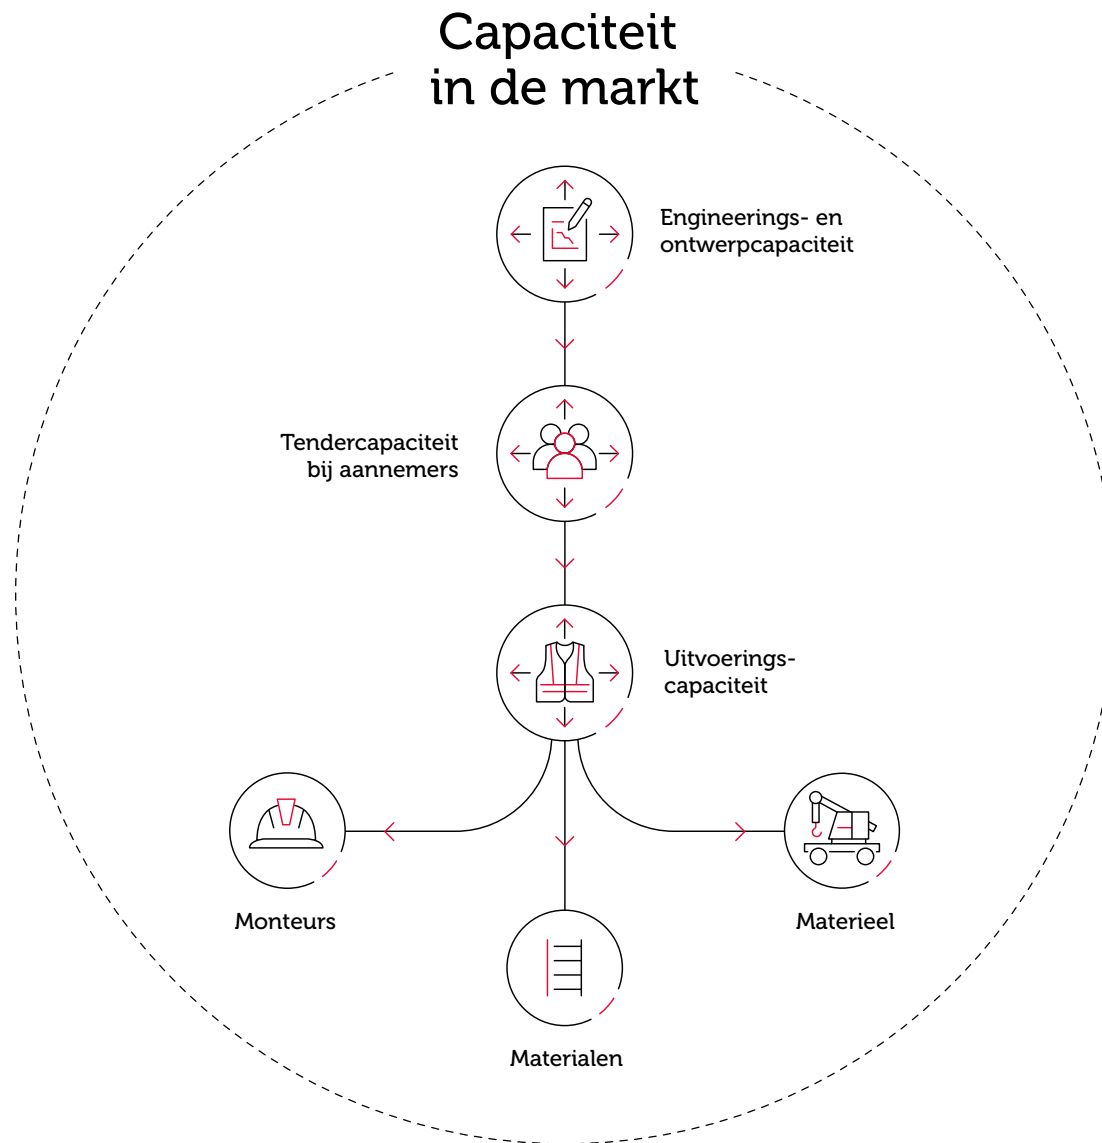 Capaciteit
in de markt
Engineerings- en
ontwerpcapaciteit
Tendercapaciteit
bij aannemers
Uitvoerings-
capaciteit
Monteurs
Materieel
Materialen